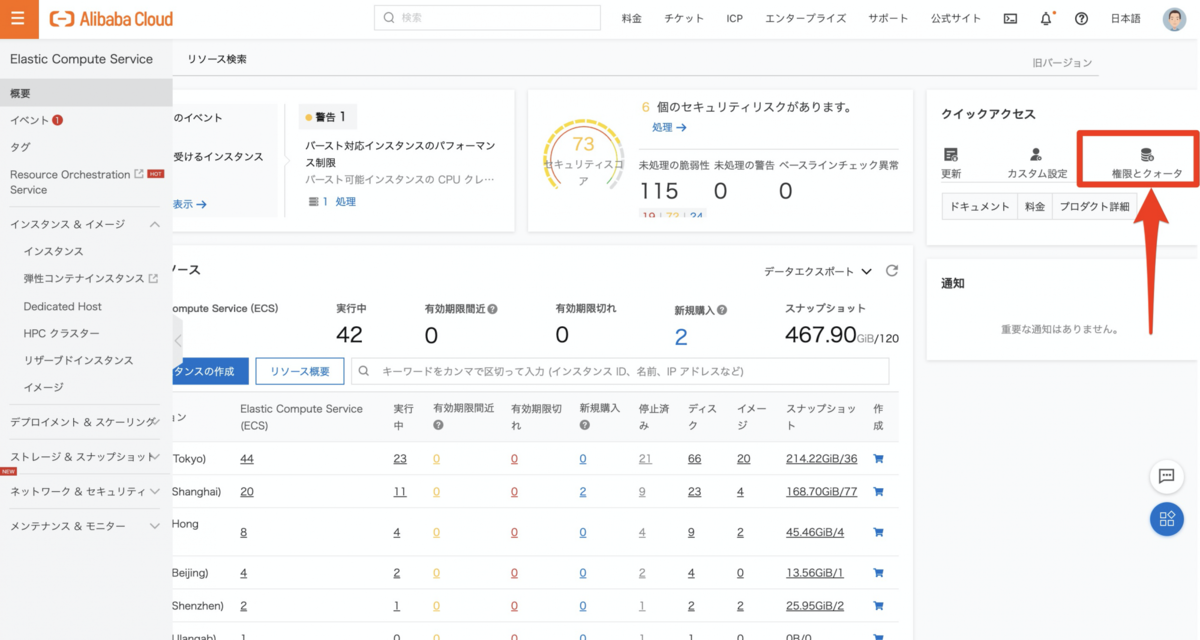 Alibaba Cloud
検索
料金
チケット
ICP
エンタープライズ
サポート
公式サイト
日本語
Elastic Compute Service
リソース検索
旧バージョン
概要
イベント 1
タグ
Resource Orchestration HOT
Service
インスタンス & イメージ
インスタンス
弾性コンテナインスタンス
Dedicated Host
HPC クラスター
リザーブドインスタンス
イメージ
デプロイメント & スケーリング
ストレージ & スナップショット
NEW
ネットワーク & セキュリティ
メンテナンス & モニター
のイベント
受けるインスタンス
表示 →
警告 1
バースト対応インスタンスのパフォーマン
ス制限
バースト可能インスタンスの CPU クレ…
1 処理
73
セキュリティスコ
ア
6 個のセキュリティリスクがあります。
処理 →
未処理の脆弱性 未処理の警告 ベースラインチェック異常
115 0 0
19 | 72 | 24
クイックアクセス
更新
カスタム設定
権限とクォータ
ドキュメント
料金
プロダクト詳細
通知
重要な通知はありません。
ソース
データエクスポート
ompute Service (ECS)
実行中
42
有効期限間近
0
有効期限切れ
0
新規購入
2
スナップショット
467.90GiB/120
タンスの作成
リソース概要
キーワードをカンマで区切って入力 (インスタンス ID、名前、IP アドレスなど)
ョン
Elastic Compute Service
(ECS)
実行
中
有効期限間近
有効期限切
れ
新規購入
停止済
み
ディス
ク
イメー
ジ
スナップショッ
ト
作
成
Tokyo) 44 23 0 0 0 21 66 20 214.22GiB/36
Shanghai) 20 11 0 0 2 9 23 4 168.70GiB/77
Hong
8 4 0 0 0 4 9 2 45.46GiB/4
Beijing) 4 2 0 0 0 2 4 0 13.56GiB/1
Shenzhen) 2 1 0 0 0 1 2 2 25.95GiB/2
Ulanqab) 1 0 0 0 0 1 1 0 0B/0